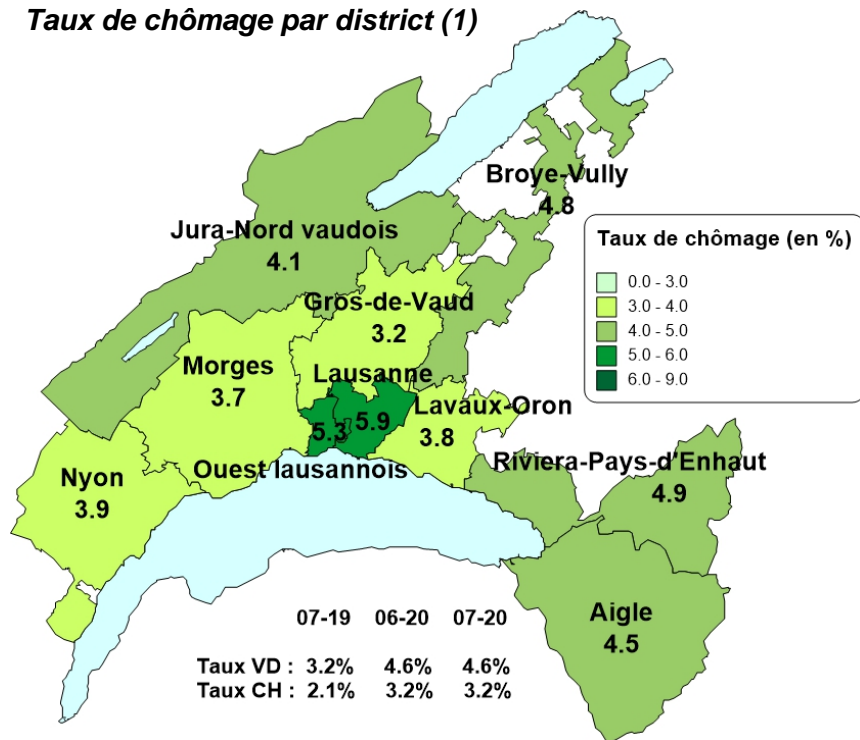 Taux de chômage par district (1)
Broye-Vully
4.8
Jura-Nord vaudois
4.1
Taux de chômage (en %)
0.0 - 3.0
3.0 - 4.0
4.0 - 5.0
5.0 - 6.0
6.0 - 9.0
Gros-de-Vaud
3.2
Morges
3.7
Lausanne
5.9
5.3
Lavaux-Oron
3.8
Ouest lausannois
Nyon
3.9
Riviera-Pays-d'Enhaut
4.9
Aigle
4.5
07-19 06-20 07-20
Taux VD : 3.2% 4.6% 4.6%
Taux CH : 2.1% 3.2% 3.2%